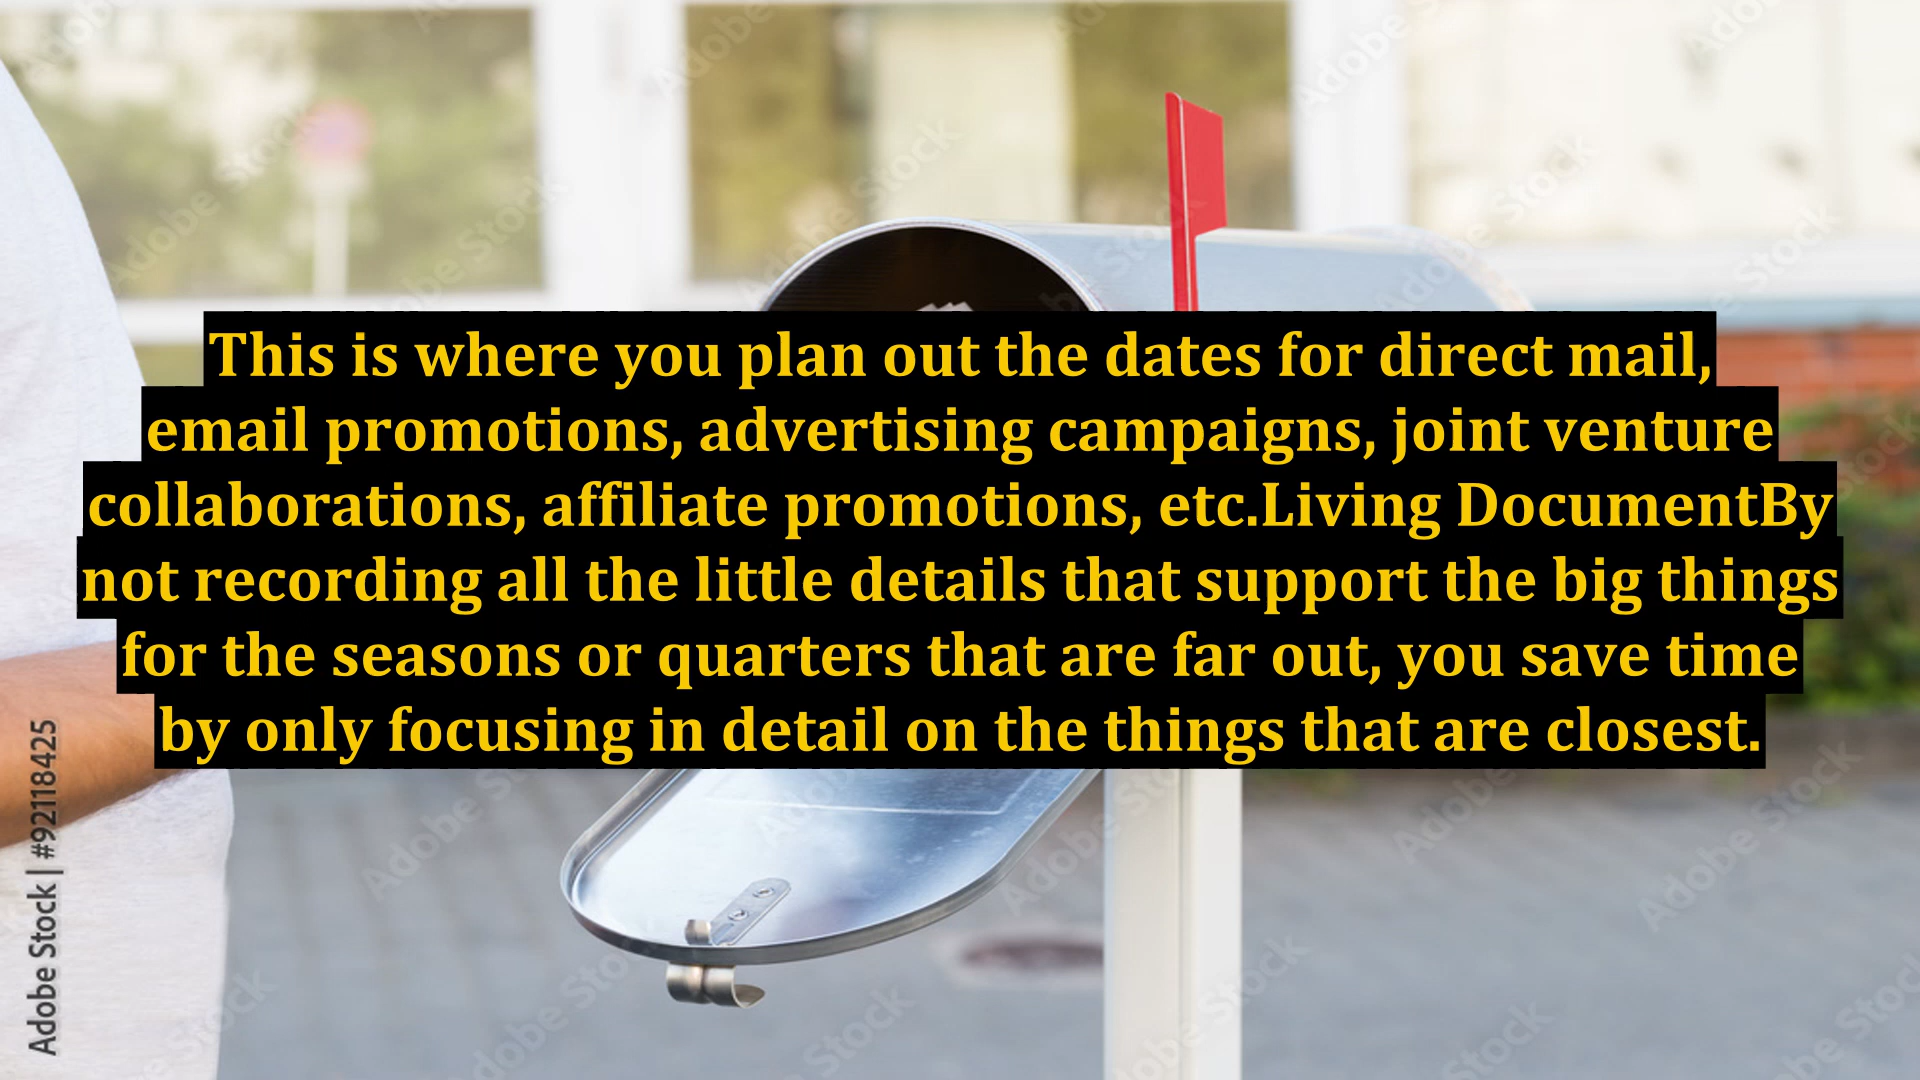 This is where you plan out the dates for direct mail,
email promotions, advertising campaigns, joint venture
collaborations, affiliate promotions, etc.Living DocumentBy
not recording all the little details that support the big things
for the seasons or quarters that are far out, you save time
by only focusing in detail on the things that are closest.
Adobe Stock | #92118425